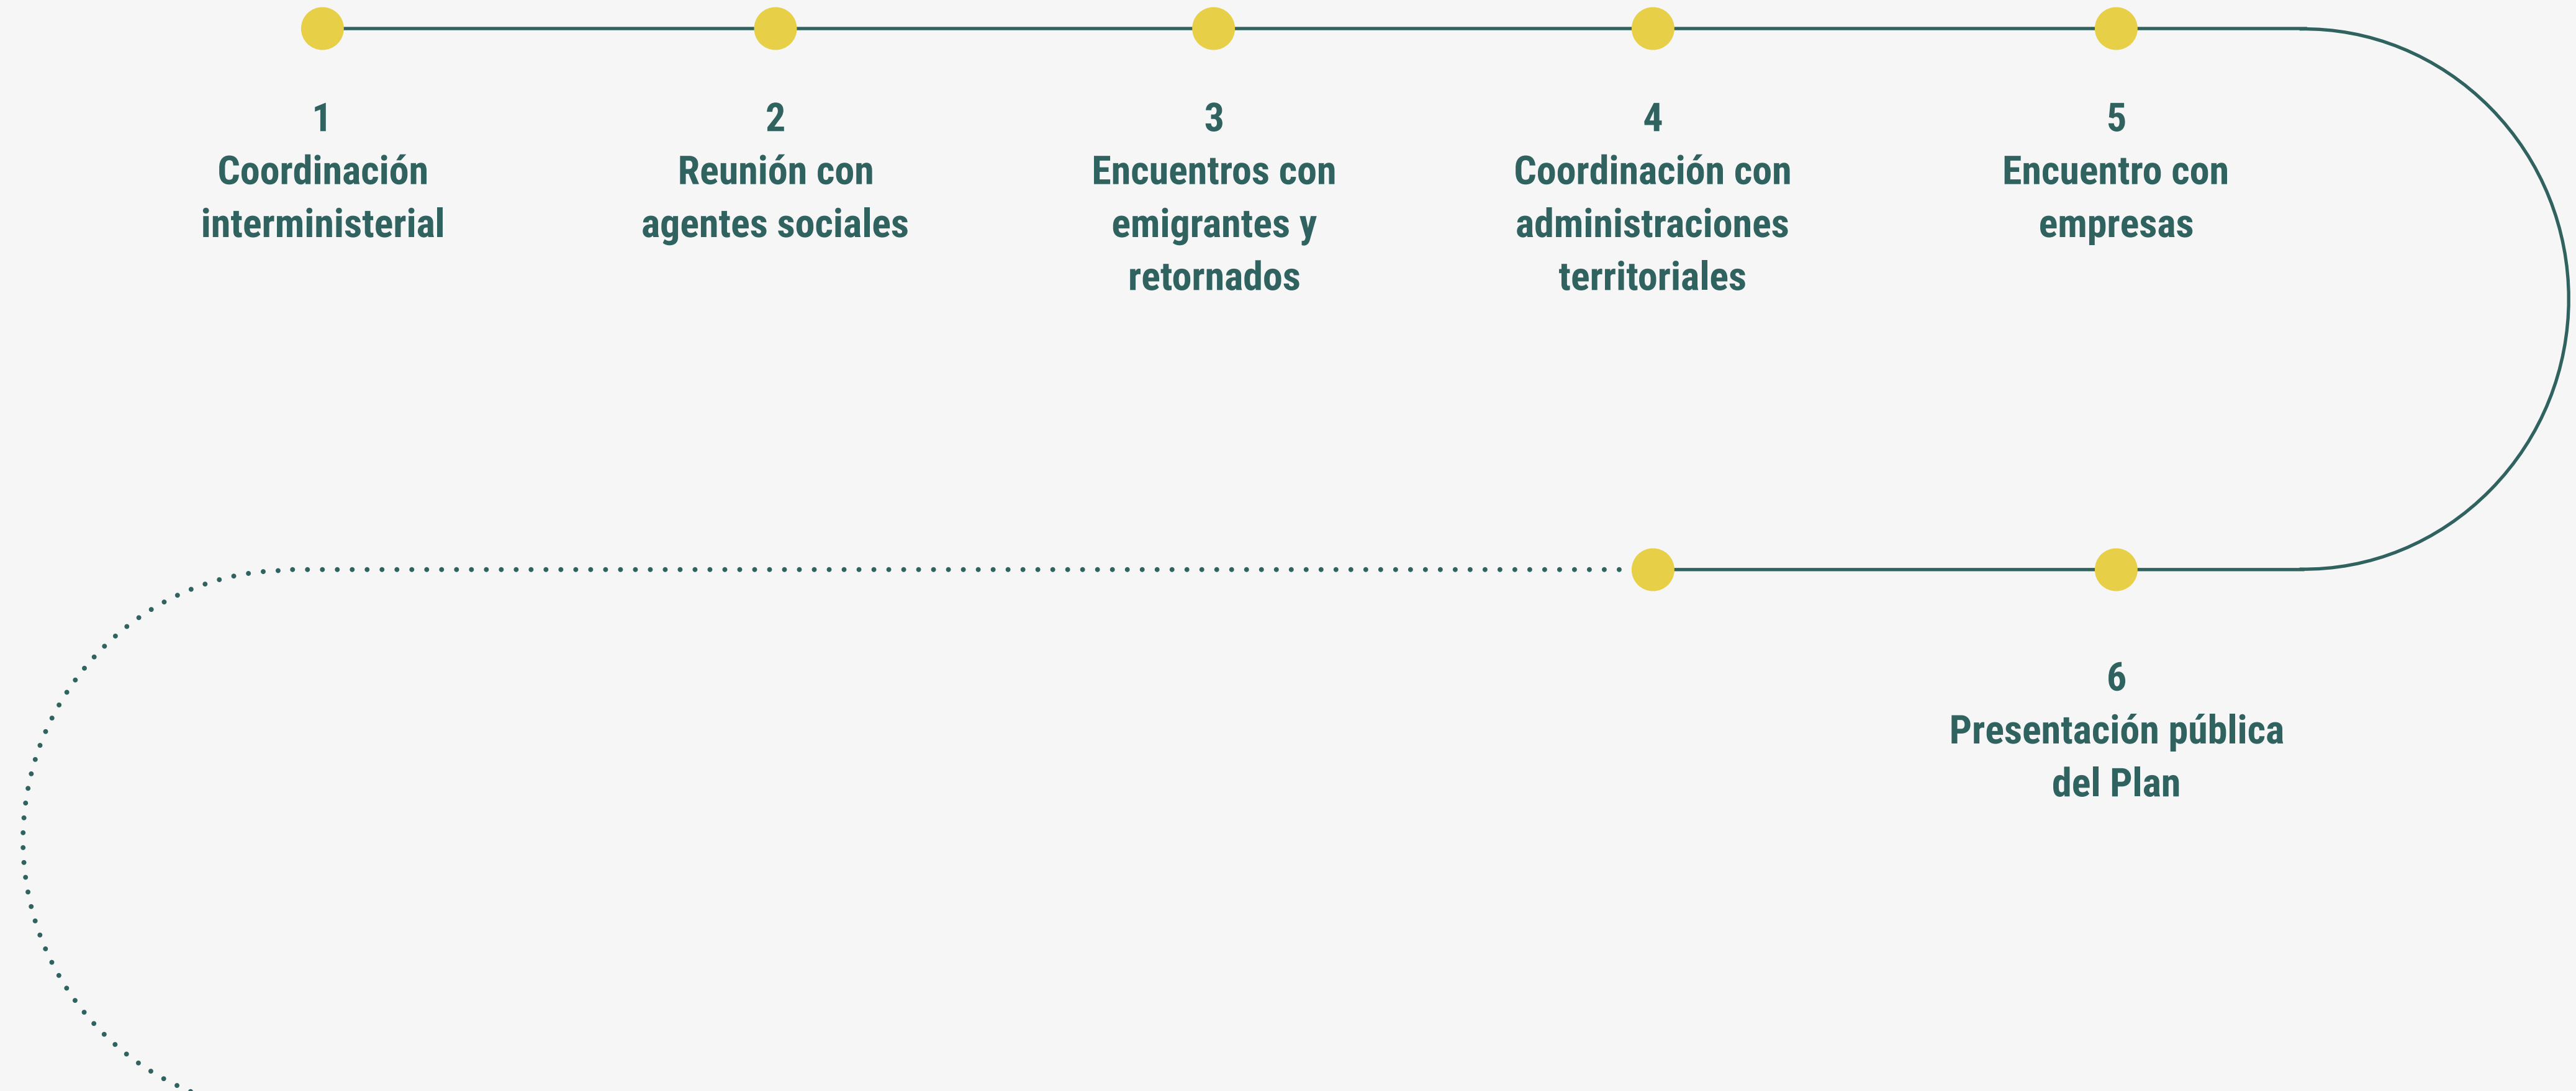 1
Coordinación
interministerial
2
Reunión con
agentes sociales
3
Encuentros con
emigrantes y
retornados
4
Coordinación con
administraciones
territoriales
5
Encuentro con
empresas
6
Presentación pública
del Plan